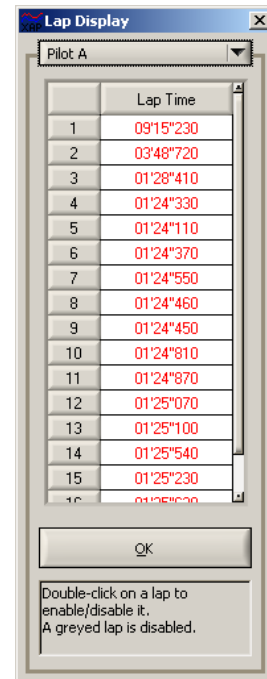 XAP Lap Display
Pilot A
Lap Time
1 09'15"230
2 03'48"720
3 01'28"410
4 01'24"330
5 01'24"110
6 01'24"370
7 01'24"550
8 01'24"460
9 01'24"450
10 01'24"810
11 01'24"870
12 01'25"070
13 01'25"100
14 01'25"540
15 01'25"230
OK
Double-click on a lap to
enable/disable it.
A greyed lap is disabled.